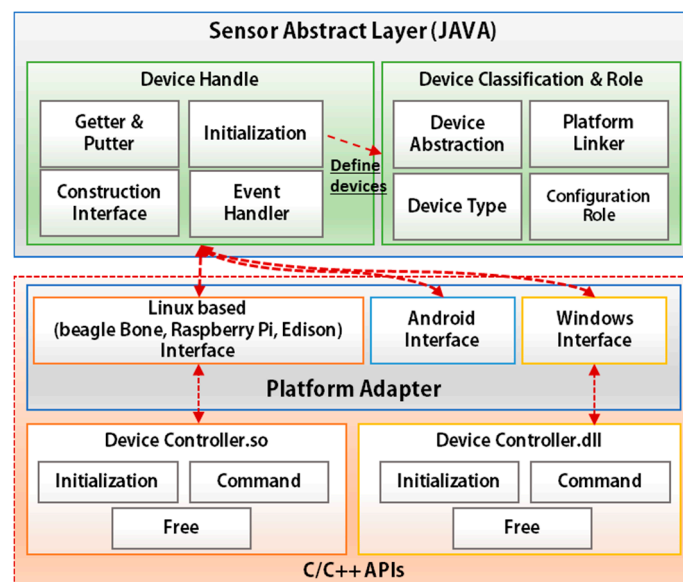 Sensor Abstract Layer (JAVA)
Device Handle
Getter &
Putter
Initialization
Construction
Interface
Event
Handler
Define
devices
Device Classification & Role
Device
Abstraction
Platform
Linker
Device Type
Configuration
Role
Linux based
(beagle Bone, Raspberry Pi, Edison)
Interface
Android
Interface
Windows
Interface
Platform Adapter
Device Controller.so
Initialization
Command
Free
Device Controller.dll
Initialization
Command
Free
C/C++ APIs